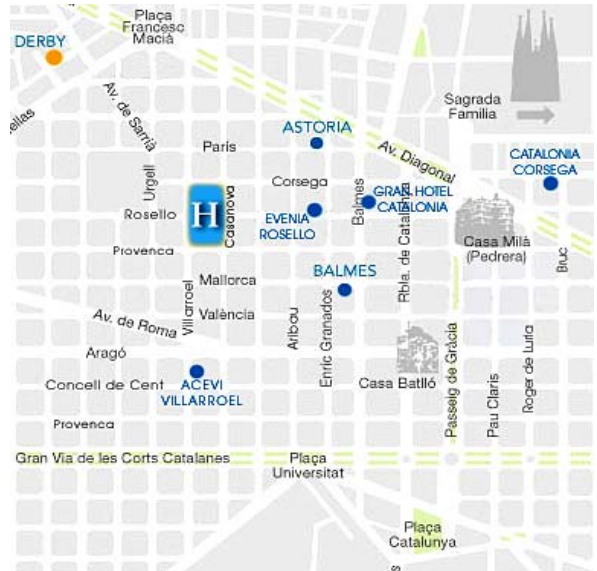 Plaça
Francesc
Macià
DERBY
Av. de Sarrià
ellas
Sagrada
Familia
ASTORIA
Paris
Av. Diagonal
CATALONIA
CORSEGA
Urgell
Corsega
GRAN HOTEL
CATALONIA
Balmes
H
Casanova
Rosello
EVENIA
ROSELLO
Rbla. de Catalunya
Casa Milà
(Pedrera)
Bruc
Provenca
BALMES
Mallorca
Villarroel
València
Av. de Roma
Aribau
Enric Granados
Aragó
Concell de Cent
ACEVI
VILLARROEL
Casa Batlló
Passeig de Gràcia
Pau Claris
Roger de Luria
Provenca
Gran Via de les Corts Catalanes
Plaça
Universitat
Plaça
Catalunya